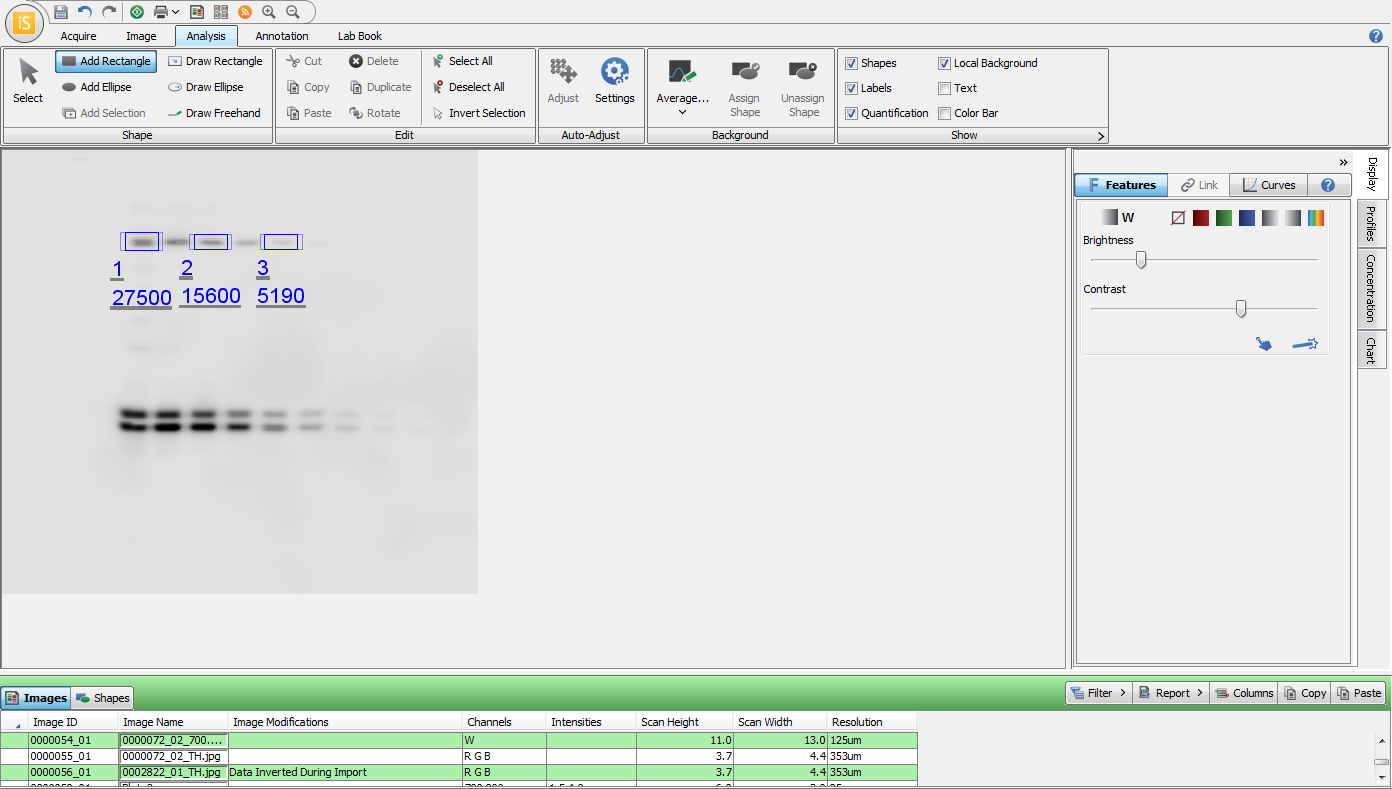 iS
Acquire Image Analysis Annotation Lab Book
Add Rectangle Draw Rectangle Cut Delete Select All Shapes Local Background
Select Add Ellipse Draw Ellipse Copy Duplicate Deselect All Adjust Settings Average... Assign Shape Unassign Shape Labels Text
Add Selection Draw Freehand Paste Rotate Invert Selection Quantification Color Bar
Shape Edit Auto-Adjust Background Show
Features Link Curves
W
Brightness
Contrast
Display
Profiles
Concentration
Chart
1 2 3
27500 15600 5190
Images Shapes Filter Report Columns Copy Paste
Image ID Image Name Image Modifications Channels Intensities Scan Height Scan Width Resolution
0000054_01 0000072_02_700.... W 11.0 13.0 125um
0000055_01 0000072_02_TH.jpg R G B 3.7 4.4 353um
0000056_01 0002822_01_TH.jpg Data Inverted During Import R G B 3.7 4.4 353um